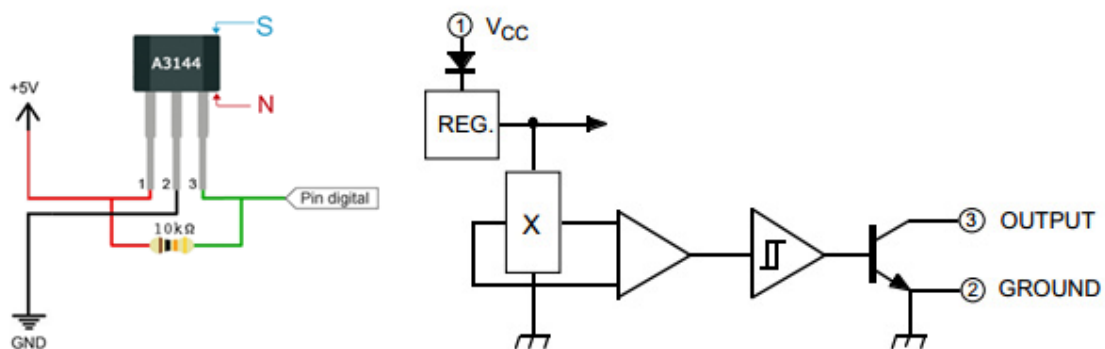 S
A3144
+5V
N
1 2 3
Pin digital
10kΩ
GND
1 VCC
REG.
X
3 OUTPUT
2 GROUND